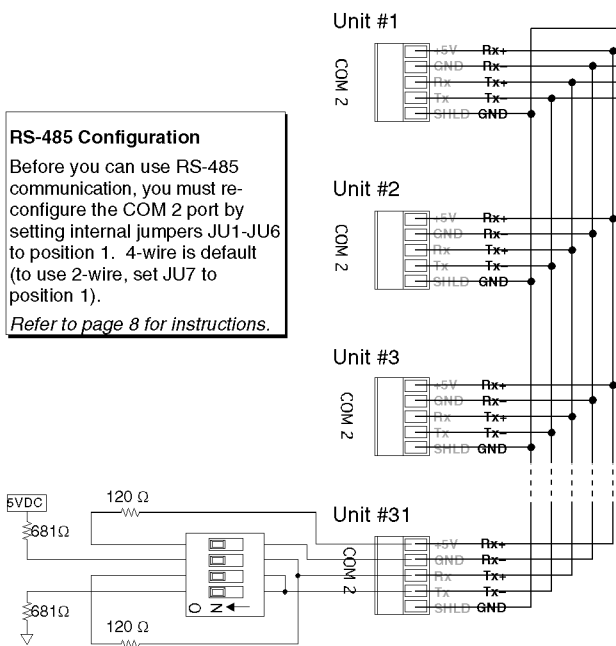 Unit #1
COM 2
+5V Rx+
GND Rx–
Rx Tx+
Tx Tx–
SHLD GND
RS-485 Configuration
Before you can use RS-485
communication, you must re-
configure the COM 2 port by
setting internal jumpers JU1-JU6
to position 1. 4-wire is default
(to use 2-wire, set JU7 to
position 1).
Refer to page 8 for instructions.
Unit #2
COM 2
+5V Rx+
GND Rx–
Rx Tx+
Tx Tx–
SHLD GND
Unit #3
COM 2
+5V Rx+
GND Rx–
Rx Tx+
Tx Tx–
SHLD GND
Unit #31
COM 2
+5V Rx+
GND Rx–
Rx Tx+
Tx Tx–
SHLD GND
5VDC
120 Ω
681Ω
O N
681Ω
120 Ω